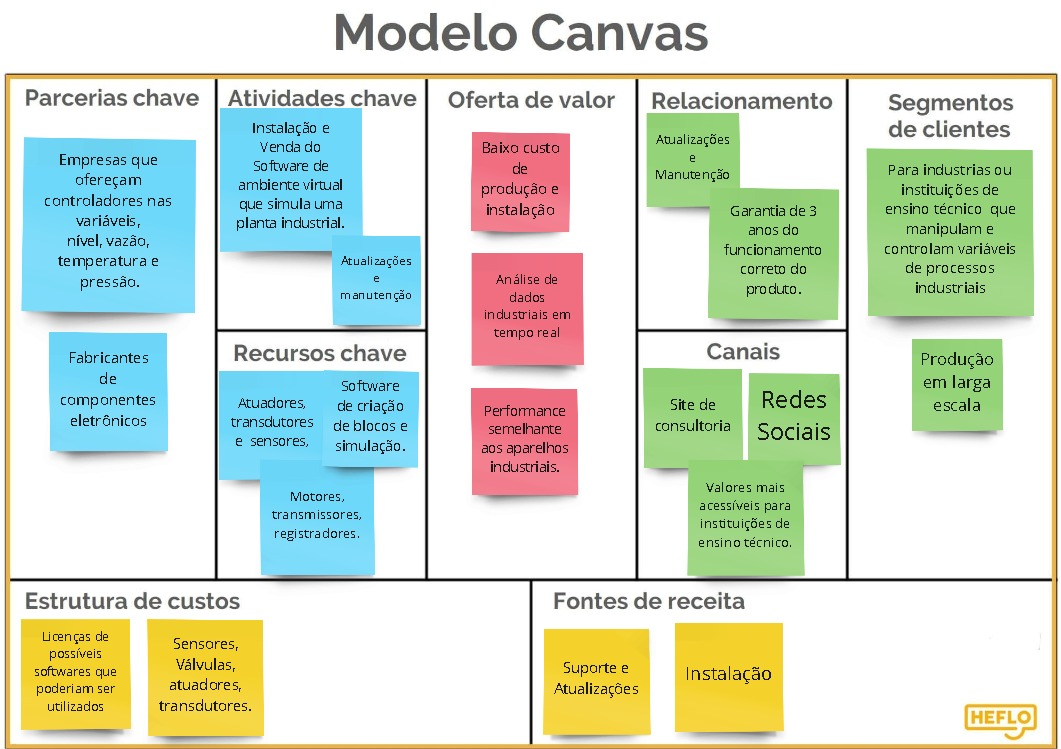 Modelo Canvas
Parcerias chave
Empresas que
ofereçam
controladores nas
variáveis,
nível, vazão,
temperatura e
pressão.
Fabricantes
de
componentes
eletrônicos
Atividades chave
Instalação e
Venda do
Software de
ambiente virtual
que simula uma
planta industrial.
Atualizações
e
manutenção
Recursos chave
Atuadores,
transdutores
e sensores,
Software
de criação
de blocos e
simulação.
Motores,
transmissores,
registradores.
Oferta de valor
Baixo custo
de
produção e
instalação
Análise de
dados
industriais em
tempo real
Performance
semelhante
aos aparelhos
industriais.
Relacionamento
Atualizações
e
Manutenção
Garantia de 3
anos do
funcionamento
correto do
produto.
Canais
Site de
consultoria
Redes
Sociais
Valores mais
acessíveis para
instituições de
ensino técnico.
Segmentos
de clientes
Para industrias ou
instituições de
ensino técnico que
manipulam e
controlam variáveis
de processos
industriais
Produção
em larga
escala
Estrutura de custos
Licenças de
possíveis
softwares que
poderiam ser
utilizados
Sensores,
Válvulas,
atuadores,
transdutores.
Fontes de receita
Suporte e
Atualizações
Instalação
HEFLO